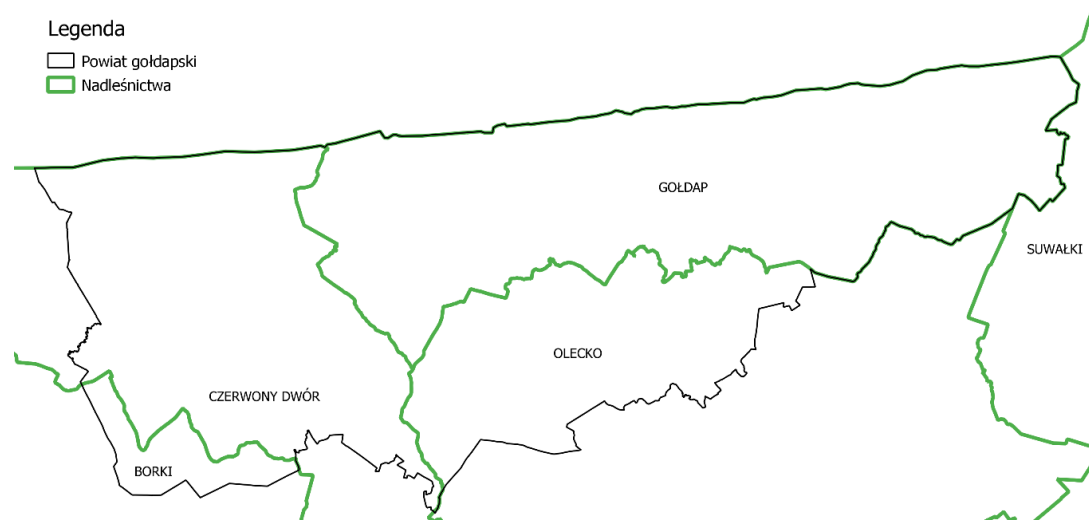 Legenda
Powiat gołdapski
Nadleśnictwa
GOŁDAP
SUWAŁKI
OLECKO
CZERWONY DWÓR
BORKI